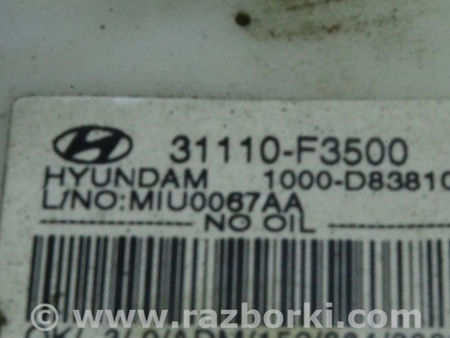 31110-F3500
HYUNDAM 1000-D83810
L/NO:MIU0067AA
NO OIL
© www.razborki.com